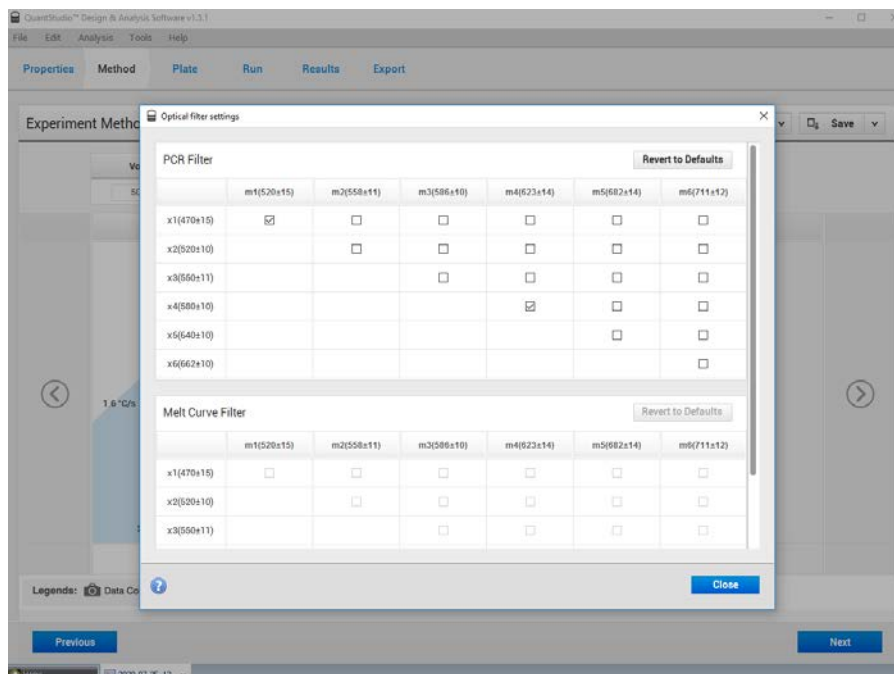 QuantStudio™ Design & Analysis Software v1.5.1
File Edit Analysis Tools Help
Properties Method Plate Run Results Export
Experiment Metho
Save
Optical filter settings
PCR Filter
Revert to Defaults
m1(520±15) m2(558±11) m3(586±10) m4(623±14) m5(682±14) m6(711±12)
x1(470±15)
x2(520±10)
x3(550±11)
x4(580±10)
x5(640±10)
x6(662±10)
1.6 °C/s
Melt Curve Filter
Revert to Defaults
m1(520±15) m2(558±11) m3(586±10) m4(623±14) m5(682±14) m6(711±12)
x1(470±15)
x2(520±10)
x3(550±11)
Close
Legends: Data Co
Previous
Next